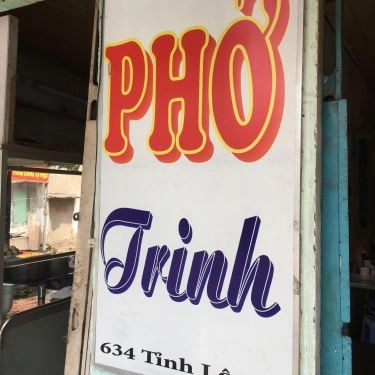 PHỞ
Trinh
634 Tỉnh Lộ